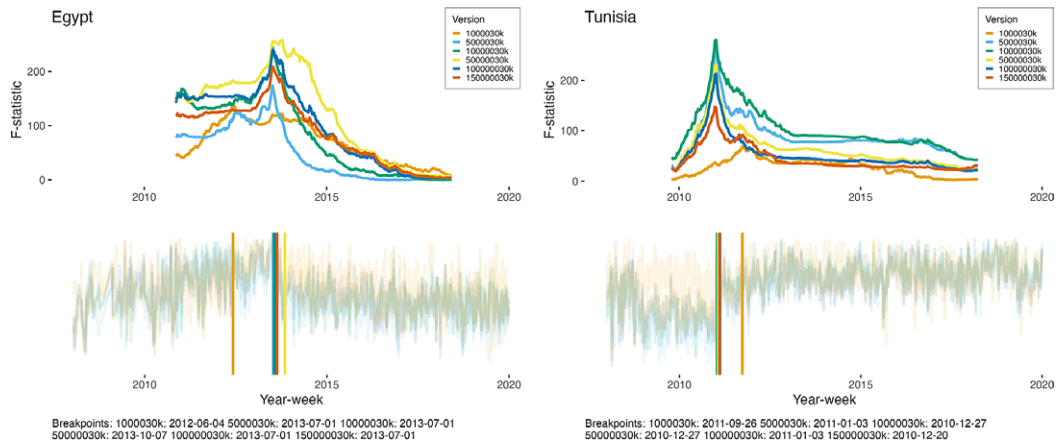 Egypt
Version
1000030k
5000030k
10000030k
50000030k
100000030k
150000030k
F-statistic
200
100
0
2010
2015
2020
2010
2015
2020
Year-week
Breakpoints: 1000030k: 2012-06-04 5000030k: 2013-07-01 10000030k: 2013-07-01
50000030k: 2013-10-07 100000030k: 2013-07-01 150000030k: 2013-07-01
Tunisia
Version
1000030k
5000030k
10000030k
50000030k
100000030k
150000030k
F-statistic
200
100
0
2010
2015
2020
2010
2015
2020
Year-week
Breakpoints: 1000030k: 2011-09-26 5000030k: 2011-01-03 10000030k: 2010-12-27
50000030k: 2010-12-27 100000030k: 2011-01-03 150000030k: 2010-12-20